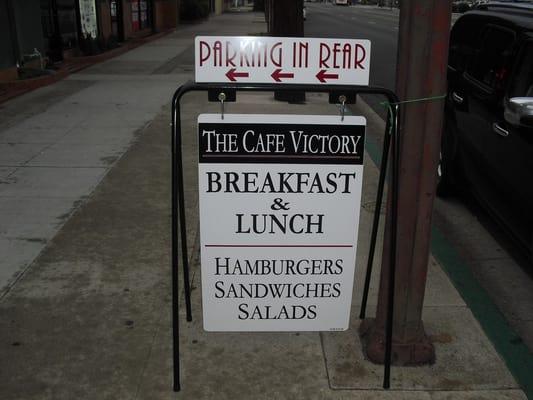 PARKING IN REAR
THE CAFE VICTORY
BREAKFAST
&
LUNCH
HAMBURGERS
SANDWICHES
SALADS